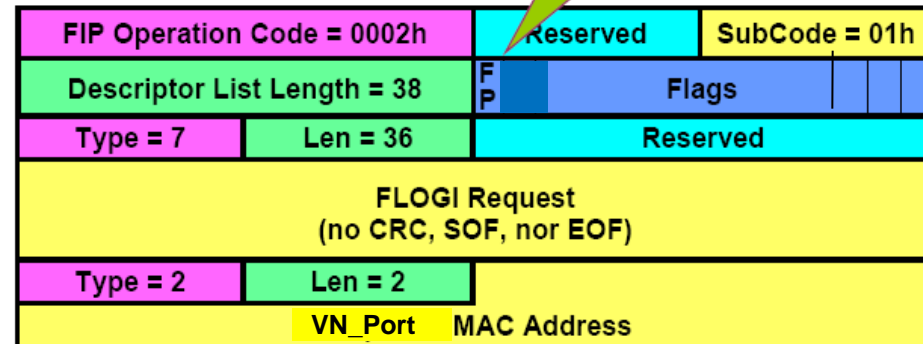 FIP Operation Code = 0002h Reserved SubCode = 01h
Descriptor List Length = 38 FP Flags
Type = 7 Len = 36 Reserved
FLOGI Request
(no CRC, SOF, nor EOF)
Type = 2 Len = 2
VN_Port MAC Address